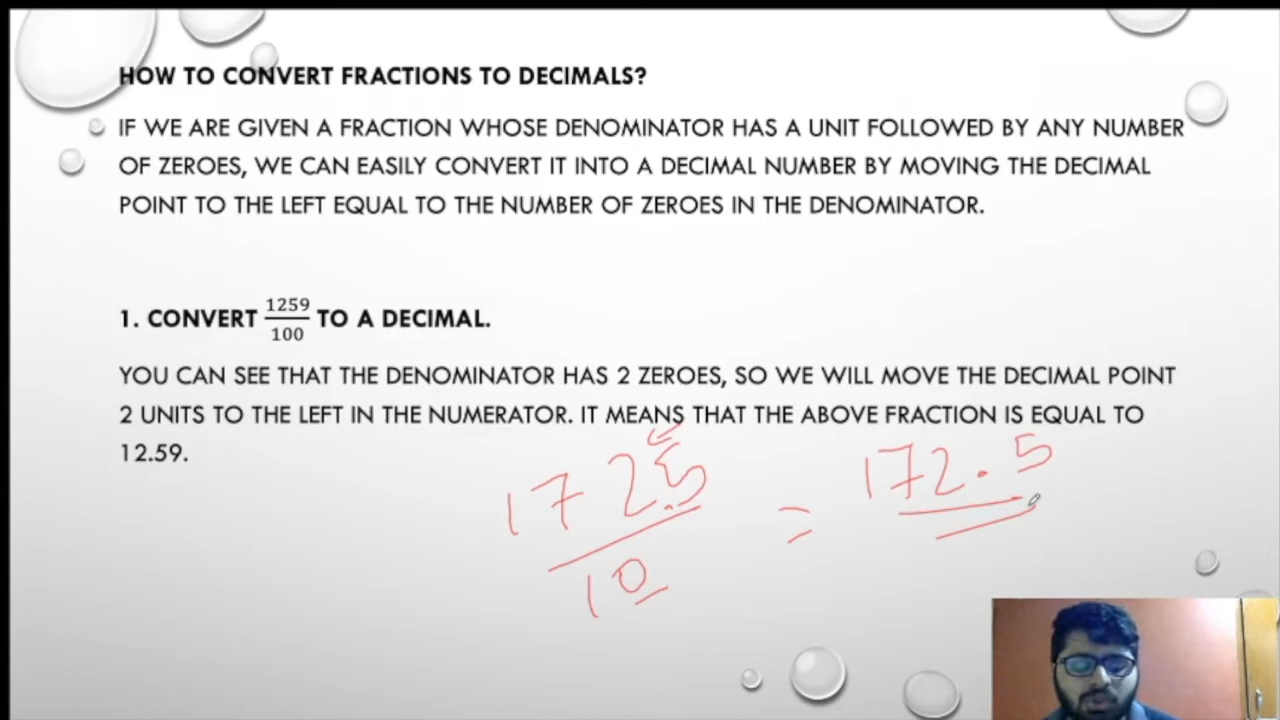 HOW TO CONVERT FRACTIONS TO DECIMALS?
IF WE ARE GIVEN A FRACTION WHOSE DENOMINATOR HAS A UNIT FOLLOWED BY ANY NUMBER
OF ZEROES, WE CAN EASILY CONVERT IT INTO A DECIMAL NUMBER BY MOVING THE DECIMAL
POINT TO THE LEFT EQUAL TO THE NUMBER OF ZEROES IN THE DENOMINATOR.
1. CONVERT 1259/100 TO A DECIMAL.
YOU CAN SEE THAT THE DENOMINATOR HAS 2 ZEROES, SO WE WILL MOVE THE DECIMAL POINT
2 UNITS TO THE LEFT IN THE NUMERATOR. IT MEANS THAT THE ABOVE FRACTION IS EQUAL TO
12.59.
1725/10 = 172.5